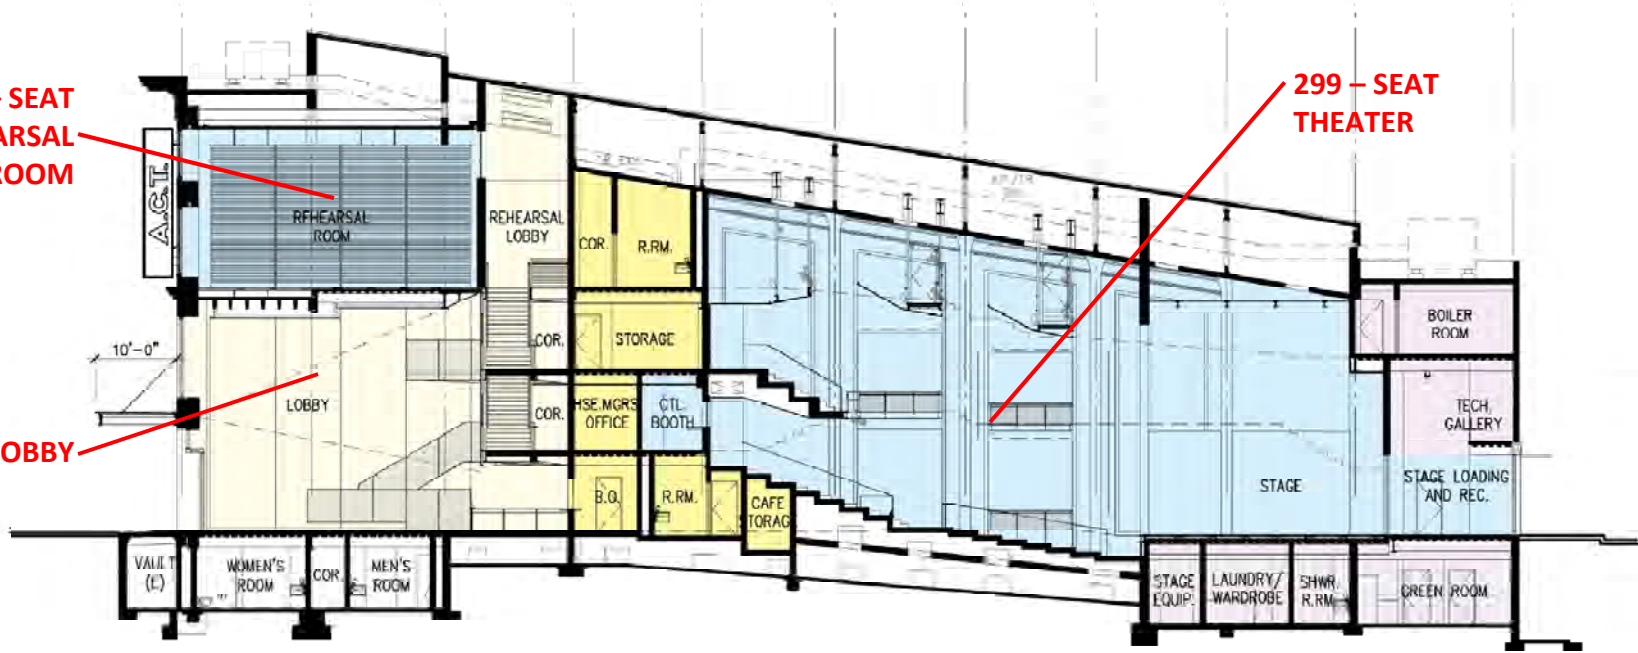 SEAT
ARSAL
ROOM
299 – SEAT
THEATER
A.C.T.
REHEARSAL
ROOM
REHEARSAL
LOBBY
COR.
R.RM.
BOILER
ROOM
10'-0"
COR.
STORAGE
LOBBY
COR.
HSE.MGRS
OFFICE
CTL.
BOOTH
TECH.
GALLERY
OBBY
B.O.
R.RM.
CAFE
STORAG
STAGE
STAGE LOADING
AND REC.
VAULT
(E)
WOMEN'S
ROOM
COR.
MEN'S
ROOM
STAGE
EQUIP.
LAUNDRY/
WARDROBE
SHWR.
R.RM.
GREEN ROOM